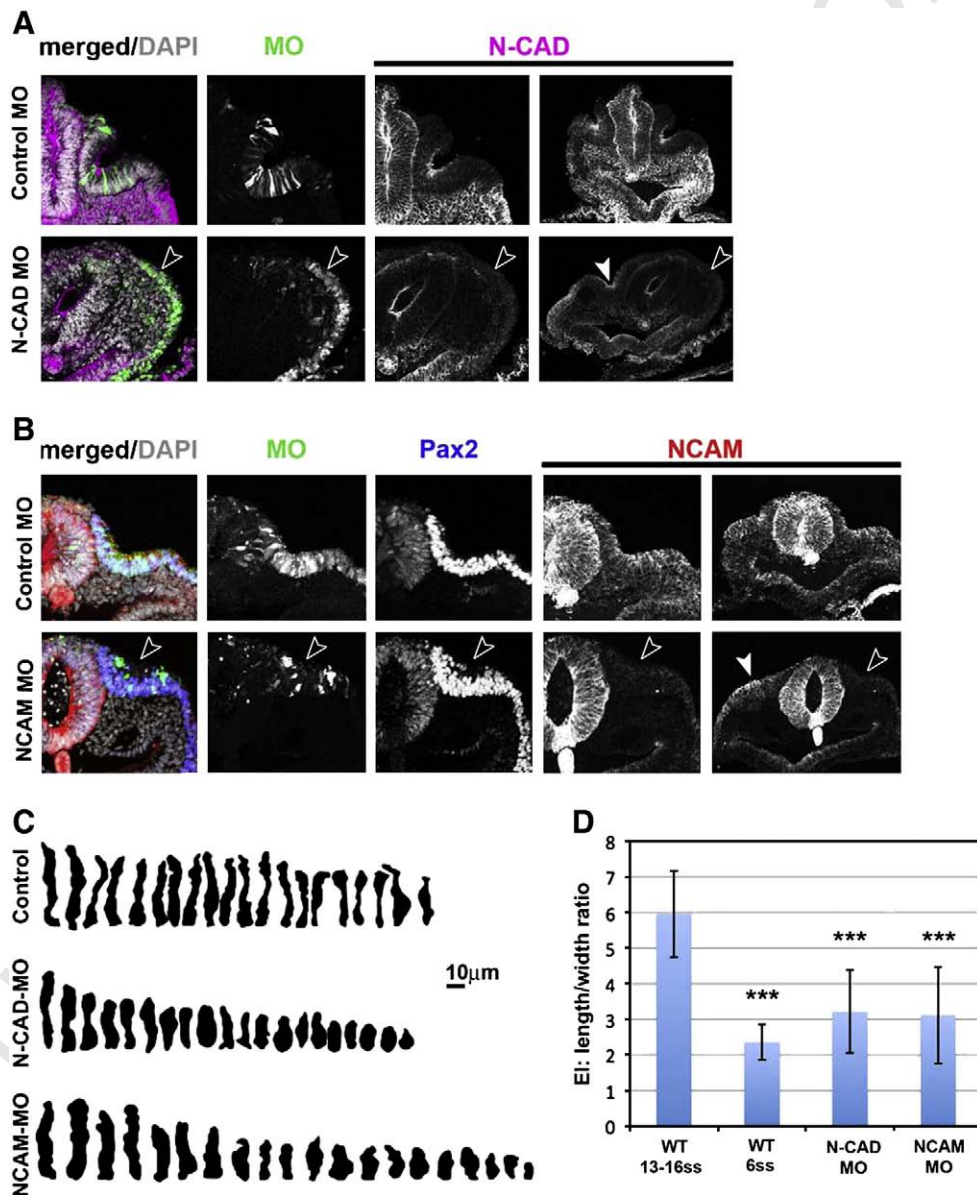 A
merged/DAPI MO N-CAD
Control MO
N-CAD MO
B
merged/DAPI MO Pax2 NCAM
Control MO
NCAM MO
C
Control
N-CAD-MO
NCAM-MO
10μm
D
EI: length/width ratio
8
7
6
5
4
3
2
1
0
***
***
***
WT 13-16ss
WT 6ss
N-CAD MO
NCAM MO